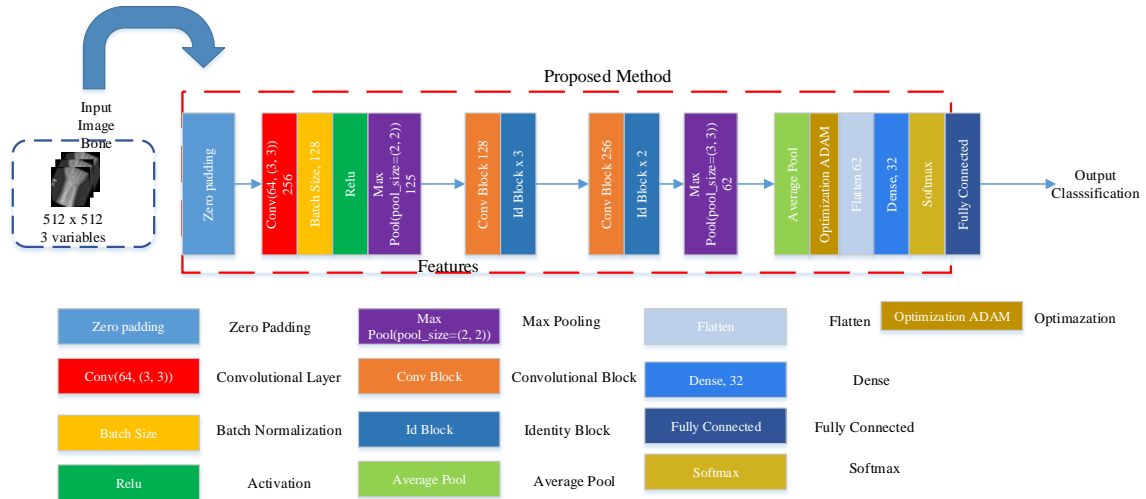 Proposed Method
Input
Image
Bone
512 x 512
3 variables
Zero padding
Conv(64, (3, 3))
256
Batch Size, 128
Relu
Max
Pool(pool_size=(2, 2))
125
Conv Block 128
Id Block x 3
Conv Block 256
Id Block x 2
Max
Pool(pool_size=(3, 3))
62
Average Pool
Optimization ADAM
Flatten 62
Dense, 32
Softmax
Fully Connected
Output
Classsification
Features
Zero padding
Zero Padding
Max
Pool(pool_size=(2, 2))
Max Pooling
Flatten
Flatten
Optimization ADAM
Optimazation
Conv(64, (3, 3))
Convolutional Layer
Conv Block
Convolutional Block
Dense, 32
Dense
Batch Size
Batch Normalization
Id Block
Identity Block
Fully Connected
Fully Connected
Relu
Activation
Average Pool
Average Pool
Softmax
Softmax